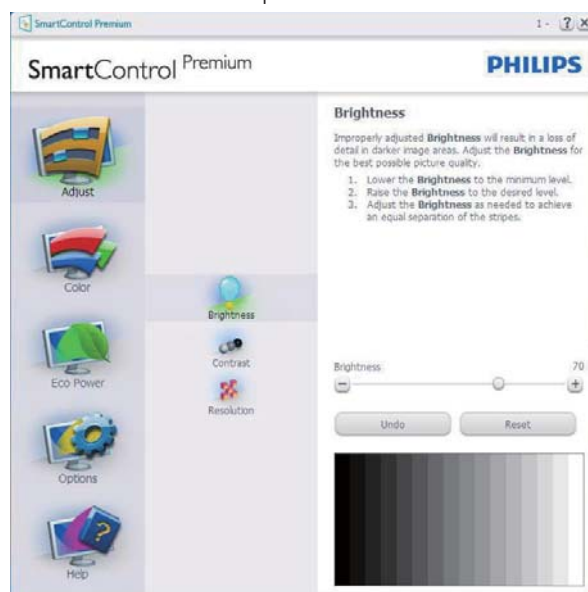 SmartControl Premium
1 - ? X
SmartControl Premium
PHILIPS
Adjust
Color
Eco Power
Options
Help
Brightness
Contrast
Resolution
Brightness
Improperly adjusted Brightness will result in a loss of
detail in darker image areas. Adjust the Brightness for
the best possible picture quality.
1. Lower the Brightness to the minimum level.
2. Raise the Brightness to the desired level.
3. Adjust the Brightness as needed to achieve
an equal separation of the stripes.
Brightness 70
Undo Reset